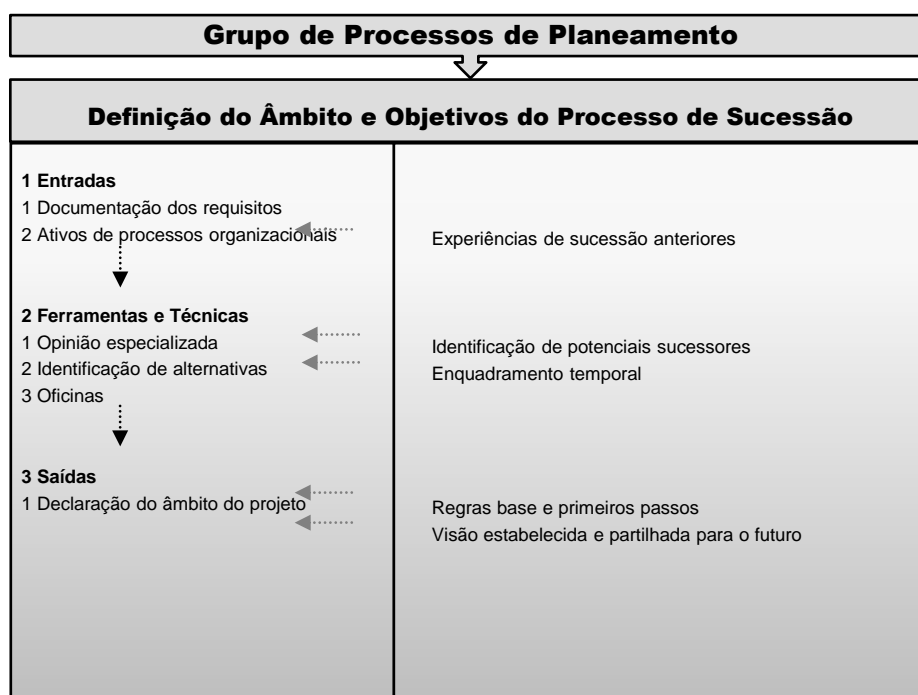 Grupo de Processos de Planeamento
Definição do Âmbito e Objetivos do Processo de Sucessão
1 Entradas
1 Documentação dos requisitos
2 Ativos de processos organizacionais
Experiências de sucessão anteriores
2 Ferramentas e Técnicas
1 Opinião especializada
Identificação de potenciais sucessores
2 Identificação de alternativas
Enquadramento temporal
3 Oficinas
3 Saídas
1 Declaração do âmbito do projeto
Regras base e primeiros passos
Visão estabelecida e partilhada para o futuro